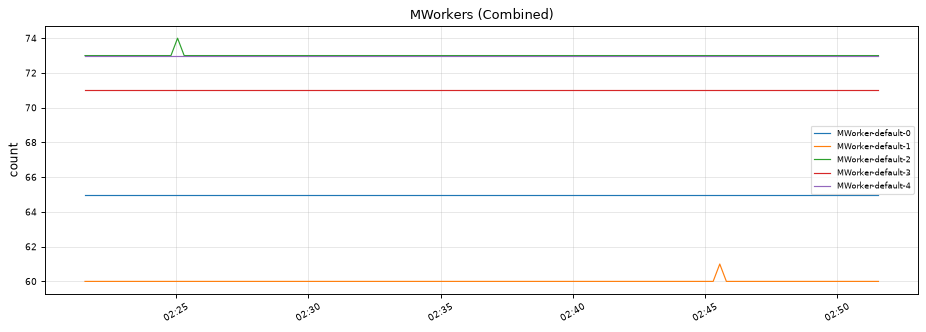 MWorkers (Combined)
count
74
72
70
68
66
64
62
60
MWorker-default-0
MWorker-default-1
MWorker-default-2
MWorker-default-3
MWorker-default-4
02:25
02:30
02:35
02:40
02:45
02:50